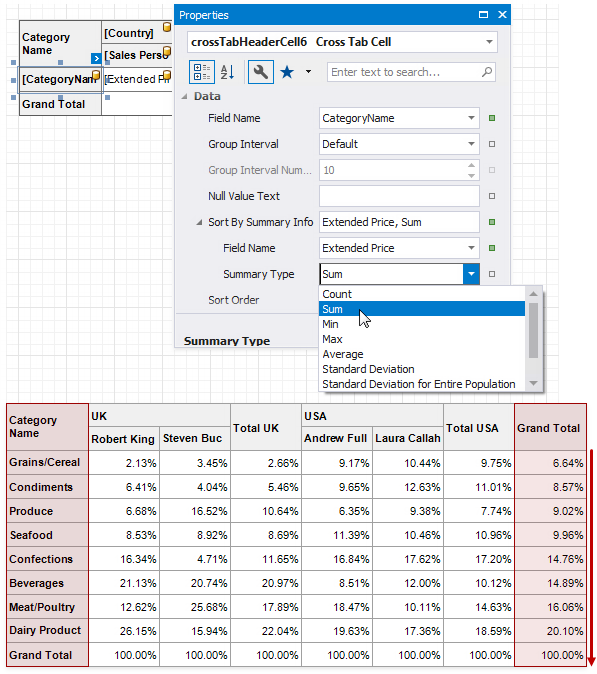 Properties
crossTabHeaderCell6 Cross Tab Cell
Enter text to search...
Category Name
[Country]
[Sales Perso
[CategoryNam
[Extended Pri
Grand Total
Data
Field Name CategoryName
Group Interval Default
Group Interval Num... 10
Null Value Text
Sort By Summary Info Extended Price, Sum
Field Name Extended Price
Summary Type Sum
Sort Order
Count
Sum
Min
Max
Average
Standard Deviation
Standard Deviation for Entire Population
Summary Type
Category Name UK Total UK USA Total USA Grand Total
Robert King Steven Buc Andrew Full Laura Callah
Grains/Cereal 2.13% 3.45% 2.66% 9.17% 10.44% 9.75% 6.64%
Condiments 6.41% 4.04% 5.46% 9.65% 12.63% 11.01% 8.57%
Produce 6.68% 16.52% 10.64% 6.35% 9.38% 7.74% 9.02%
Seafood 8.53% 8.92% 8.69% 11.39% 10.46% 10.96% 9.96%
Confections 16.34% 4.71% 11.65% 16.84% 17.62% 17.20% 14.76%
Beverages 21.13% 20.74% 20.97% 8.51% 12.00% 10.12% 14.89%
Meat/Poultry 12.62% 25.68% 17.89% 18.47% 10.11% 14.63% 16.06%
Dairy Product 26.15% 15.94% 22.04% 19.63% 17.36% 18.59% 20.10%
Grand Total 100.00% 100.00% 100.00% 100.00% 100.00% 100.00% 100.00%